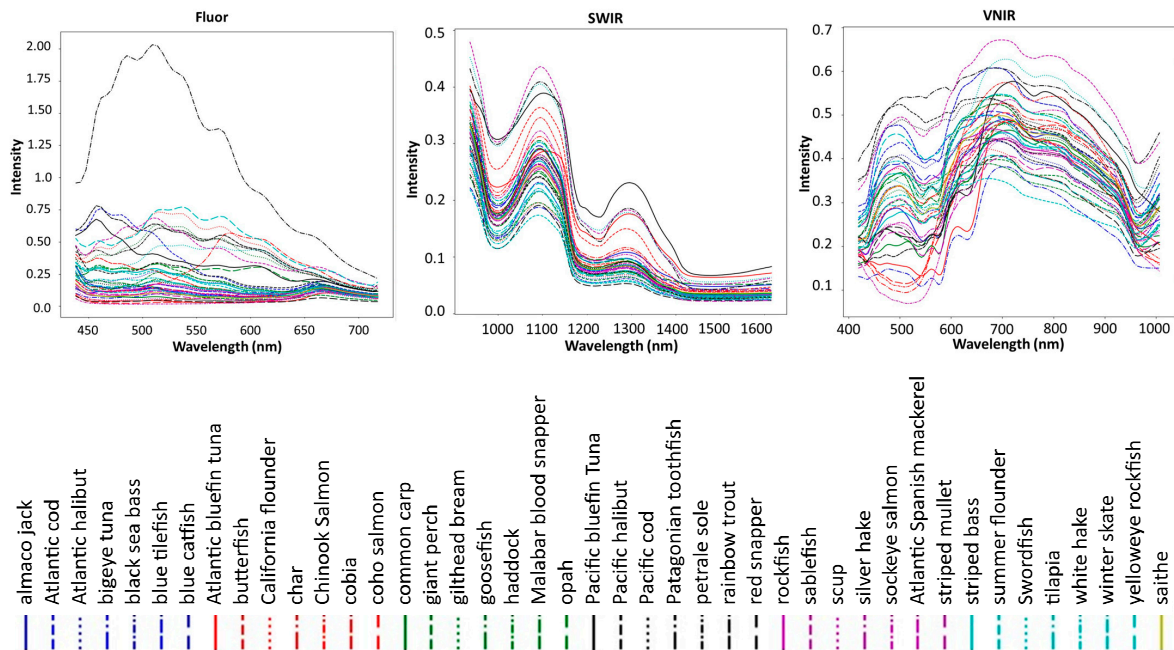 Fluor
2.00
1.75
1.50
1.25
1.0
0.75
0.50
0.25
0.0
Intensity
450 500 550 600 650 700
Wavelength (nm)
SWIR
0.5
0.4
0.3
0.2
0.1
0.0
Intensity
1000 1100 1200 1300 1400 1500 1600
Wavelength (nm)
VNIR
0.7
0.6
0.5
0.4
0.3
0.2
0.1
Intensity
400 500 600 700 800 900 1000
Wavelength (nm)
almaco jack
Atlantic cod
Atlantic halibut
bigeye tuna
black sea bass
blue tilefish
blue catfish
Atlantic bluefin tuna
butterfish
California flounder
char
Chinook Salmon
cobia
coho salmon
common carp
giant perch
gilthead bream
goosefish
haddock
Malabar blood snapper
opah
Pacific bluefin Tuna
Pacific halibut
Pacific cod
Patagonian toothfish
petrale sole
rainbow trout
red snapper
rockfish
sablefish
scup
silver hake
sockeye salmon
Atlantic Spanish mackerel
striped mullet
striped bass
summer flounder
Swordfish
tilapia
white hake
winter skate
yelloweye rockfish
saithe